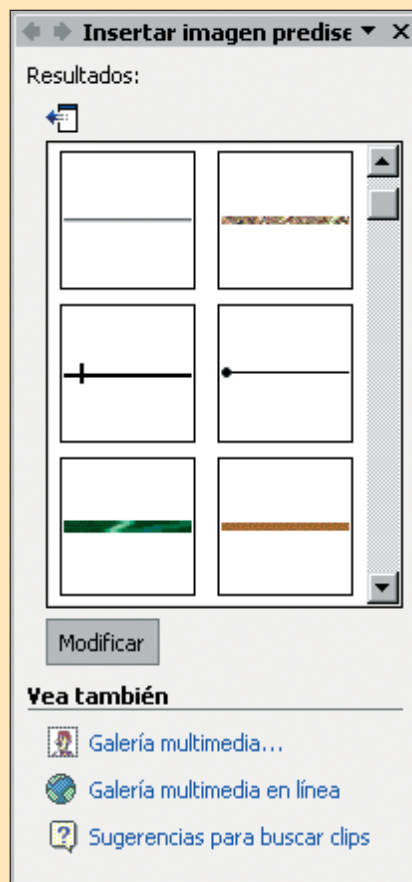 Insertar imagen predise
Resultados:
Modificar
Vea también
Galería multimedia...
Galería multimedia en línea
Sugerencias para buscar clips